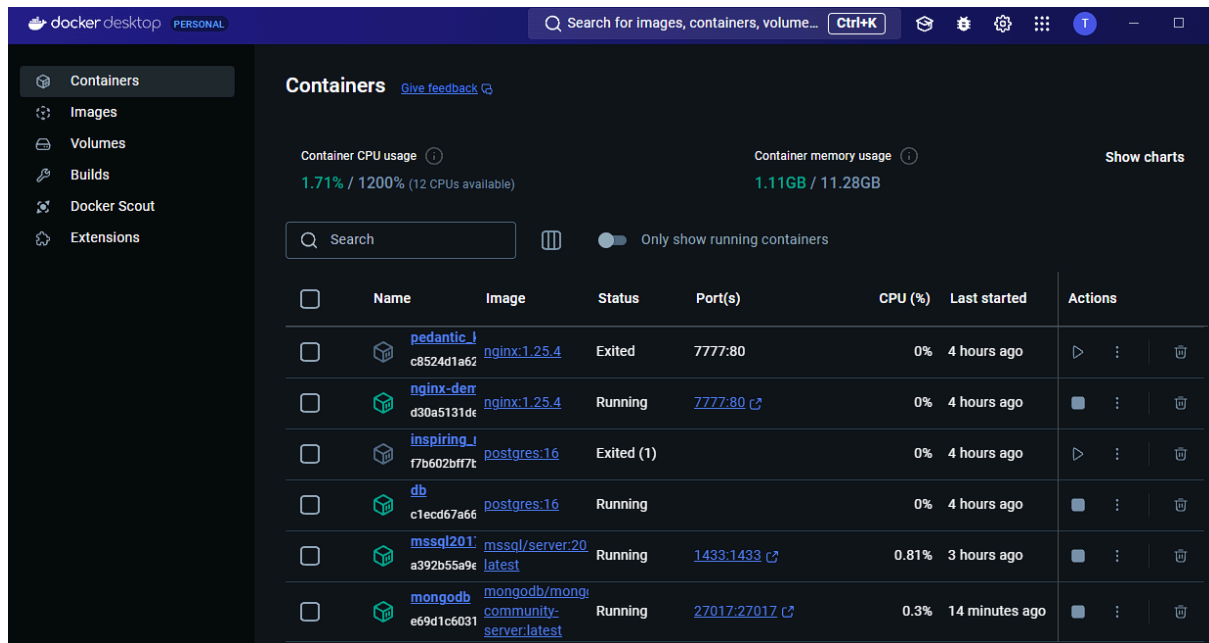 docker desktop PERSONAL
Search for images, containers, volume... Ctrl+K
T
Containers
Images
Volumes
Builds
Docker Scout
Extensions
Containers Give feedback
Container CPU usage
1.71% / 1200% (12 CPUs available)
Container memory usage
1.11GB / 11.28GB
Show charts
Search
Only show running containers
Name Image Status Port(s) CPU (%) Last started Actions
pedantic_
c8524d1a62
nginx:1.25.4 Exited 7777:80 0% 4 hours ago
nginx-dem
d30a5131de
nginx:1.25.4 Running 7777:80 0% 4 hours ago
inspiring_
f7b602bff7b
postgres:16 Exited (1) 0% 4 hours ago
db
c1ecd67a66
postgres:16 Running 0% 4 hours ago
mssql201
a392b55a9e
mssql/server:20
latest
Running 1433:1433 0.81% 3 hours ago
mongodb
e69d1c6031
mongodb/mong
community-
server:latest
Running 27017:27017 0.3% 14 minutes ago